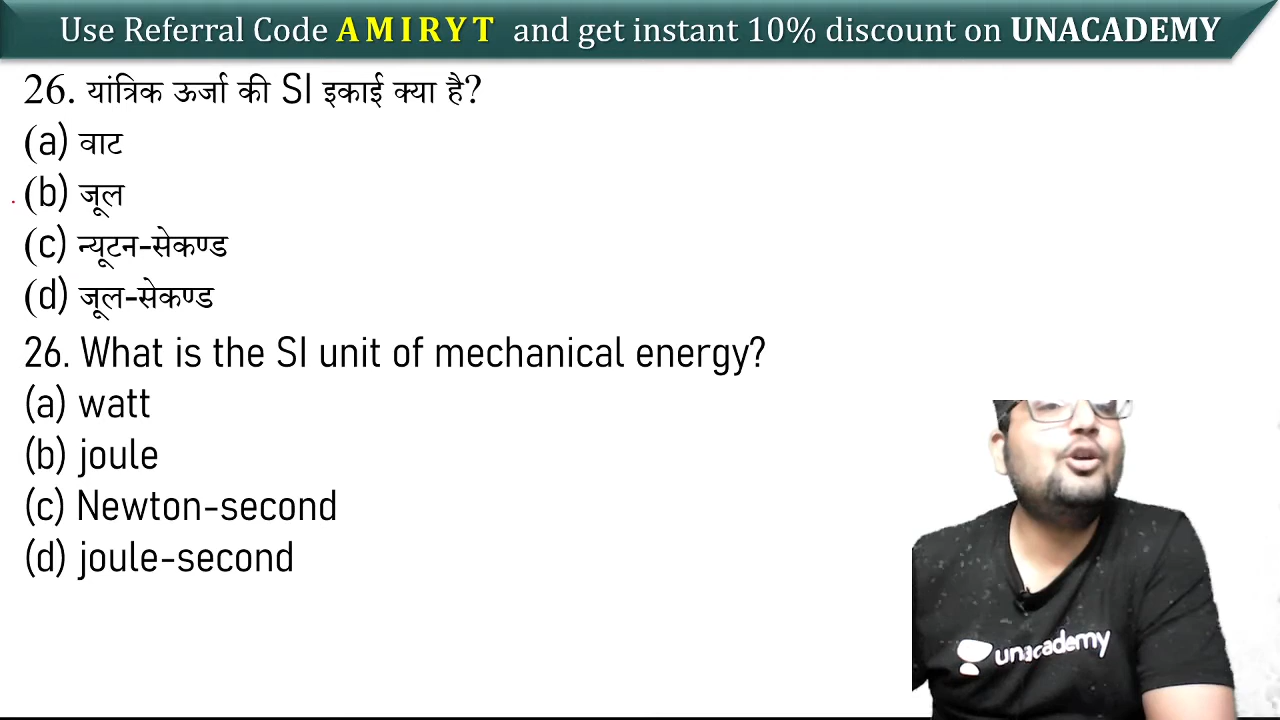 Use Referral Code AMIRYT and get instant 10% discount on UNACADEMY
26. यांत्रिक ऊर्जा की SI इकाई क्या है?
(a) वाट
(b) जूल
(c) न्यूटन-सेकण्ड
(d) जूल-सेकण्ड
26. What is the SI unit of mechanical energy?
(a) watt
(b) joule
(c) Newton-second
(d) joule-second
unacademy